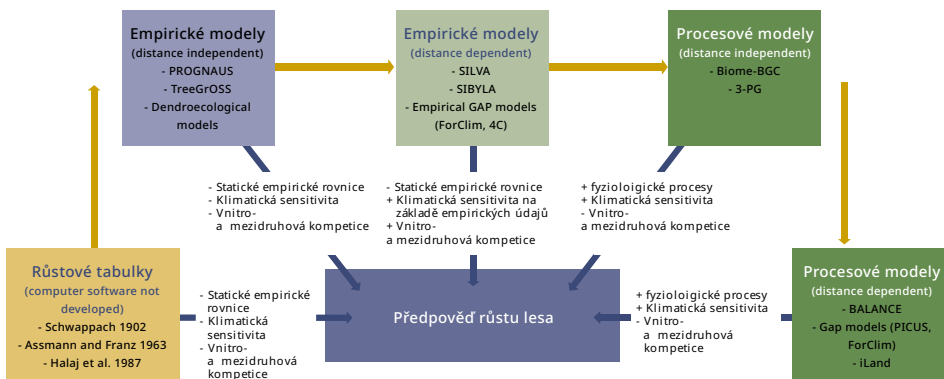 Empirické modely
(distance independent)
- PROGNAUS
- TreeGrOSS
- Dendroecological
models
Empirické modely
(distance dependent)
- SILVA
- SIBYLA
- Empirical GAP models
(ForClim, 4C)
Procesové modely
(distance independent)
- Biome-BGC
- 3-PG
- Statické empirické rovnice
- Klimatická sensitivita
- Vnitro-
a mezidruhová kompetice
- Statické empirické rovnice
+ Klimatická sensitivita na
základě empirických údajů
+ Vnitro-
a mezidruhová kompetice
+ fyzioloigické procesy
+ Klimatická sensitivita
- Vnitro-
a mezidruhová kompetice
Růstové tabulky
(computer software not
developed)
- Schwappach 1902
- Assmann and Franz 1963
- Halaj et al. 1987
- Statické empirické
rovnice
- Klimatická
sensitivita
- Vnitro-
a mezidruhová
kompetice
Předpověď růstu lesa
+ fyzioloigické procesy
+ Klimatická sensitivita
- Vnitro-
a mezidruhová
kompetice
Procesové modely
(distance dependent)
- BALANCE
- Gap models (PICUS,
ForClim)
- iLand